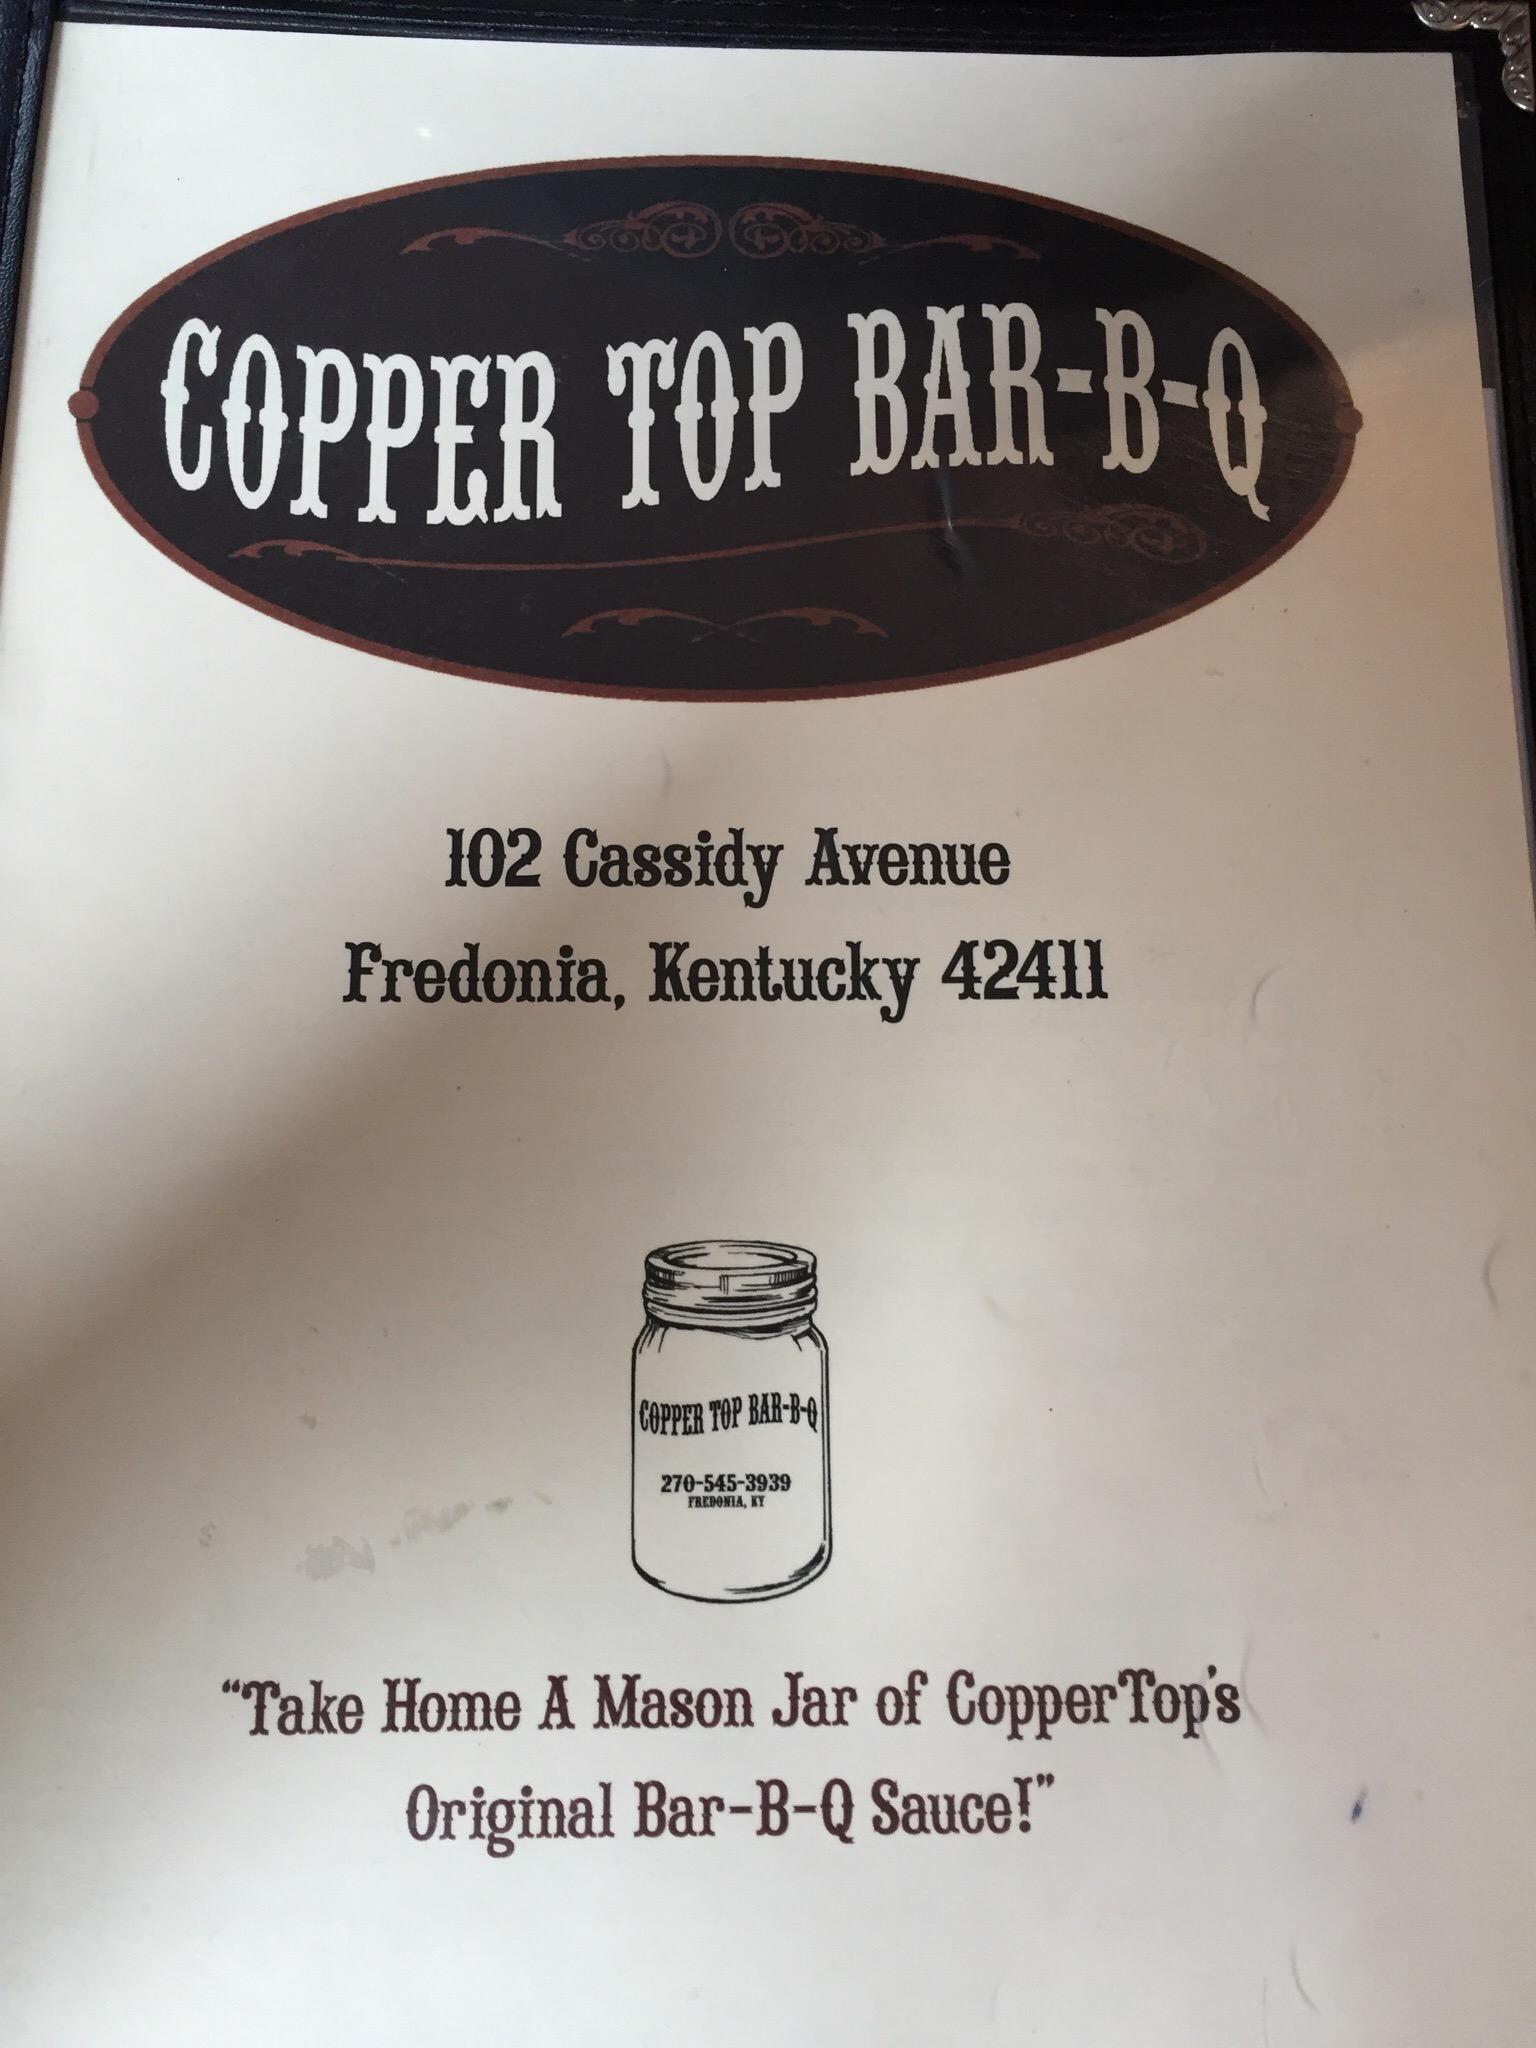 COPPER TOP BAR-B-Q
102 Cassidy Avenue
Fredonia, Kentucky 42411
COPPER TOP BAR-B-Q
270-545-3939
FREDONIA, KY
“Take Home A Mason Jar of CopperTop's
Original Bar-B-Q Sauce!”